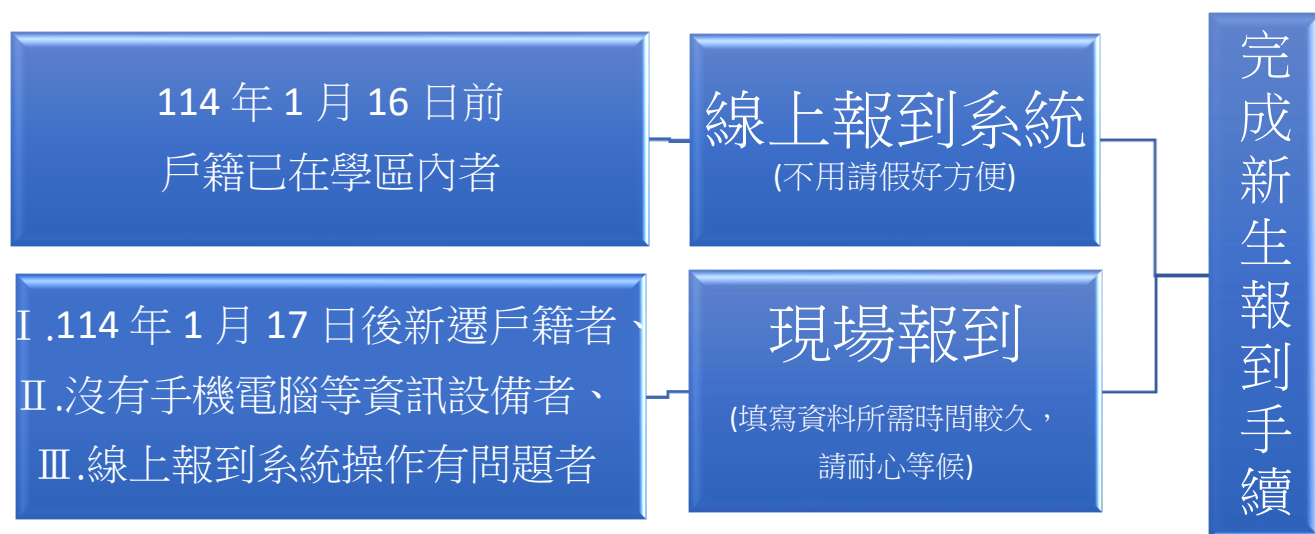 114 年 1 月 16 日前
戶籍已在學區內者
線上報到系統
(不用請假好方便)
Ⅰ.114 年 1 月 17 日後新遷戶籍者、
Ⅱ.沒有手機電腦等資訊設備者、
Ⅲ.線上報到系統操作有問題者
現場報到
(填寫資料所需時間較久，
請耐心等候)
完成新生報到手續